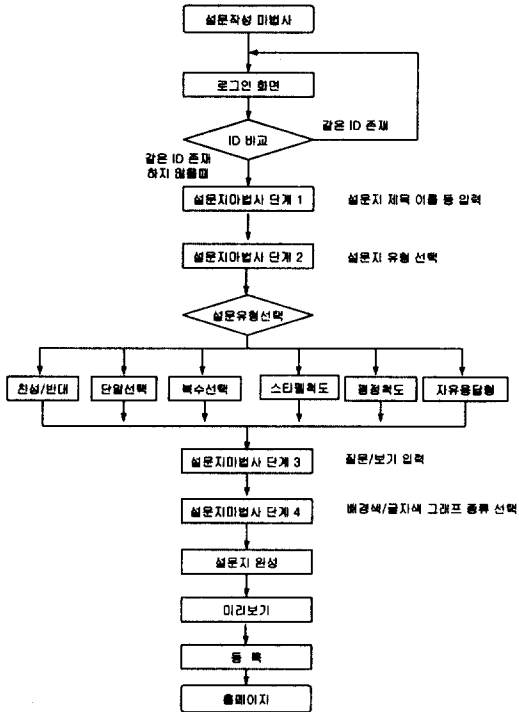 설문작성 마법사
로그인 화면
ID 비교
같은 ID 존재
같은 ID 존재
하지 않을때
설문지마법사 단계 1
설문지 제목 이름 등 입력
설문지마법사 단계 2
설문지 유형 선택
설문유형선택
찬성/반대
단일선택
복수선택
스타펠척도
평정척도
자유응답형
설문지마법사 단계 3
질문/보기 입력
설문지마법사 단계 4
배경색/글자색 그래프 종류 선택
설문지 완성
미리보기
등 록
홈페이지